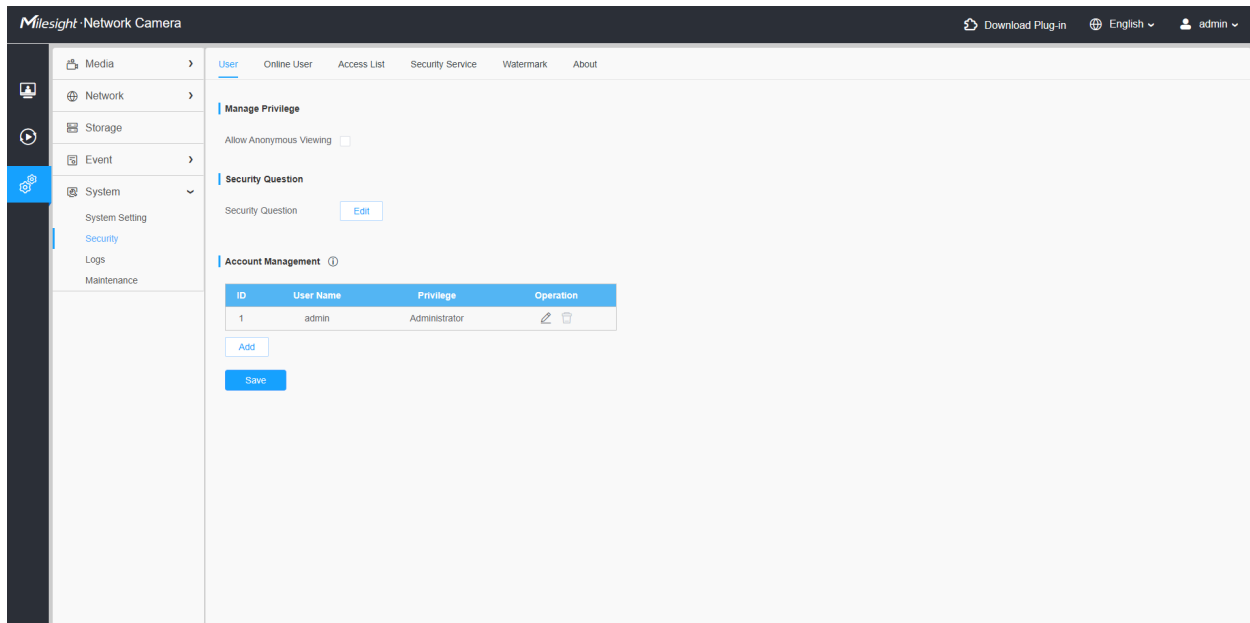 Milesight·Network Camera
Download Plug-in English admin
Media User Online User Access List Security Service Watermark About
Network
Manage Privilege
Storage
Allow Anonymous Viewing
Event
Security Question
System
Security Question Edit
System Setting
Security
Logs Account Management
Maintenance
ID User Name Privilege Operation
1 admin Administrator
Add
Save